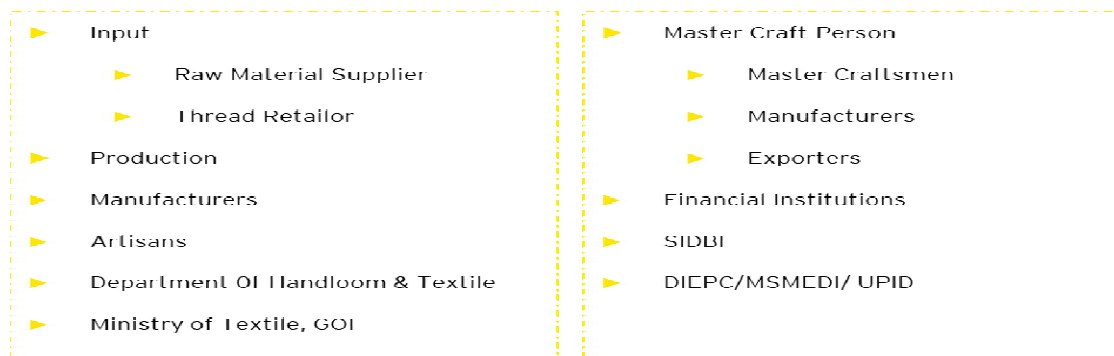 Input
Raw Material Supplier
Thread Retailor
Production
Manufacturers
Artisans
Department Of Handloom & Textile
Ministry of Textile, GOI
Master Craft Person
Master Craftsmen
Manufacturers
Exporters
Financial Institutions
SIDBI
DIEPC/MSMEDI/ UPID